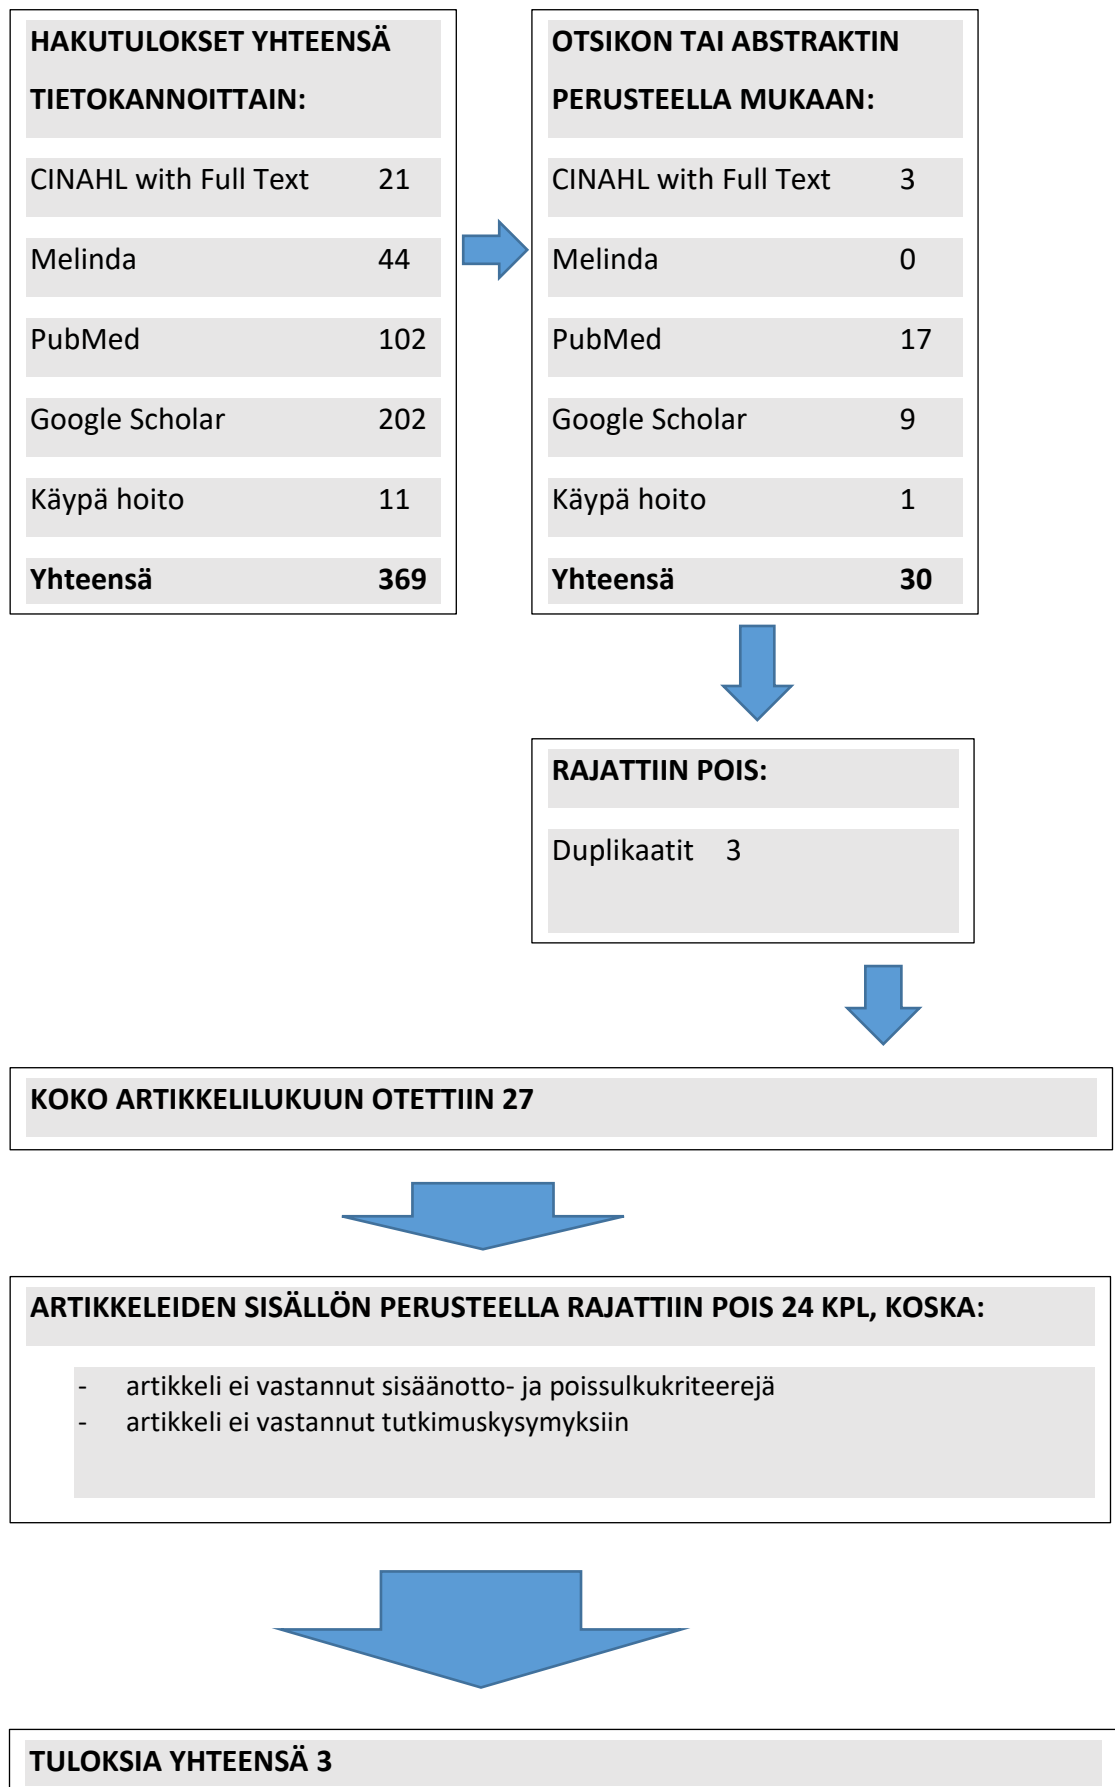 HAKUTULOKSET YHTEENSÄ
TIETOKANNOITTAIN:
CINAHL with Full Text 21
Melinda 44
PubMed 102
Google Scholar 202
Käypä hoito 11
Yhteensä 369
OTSIKON TAI ABSTRAKTIN
PERUSTEELLA MUKAAN:
CINAHL with Full Text 3
Melinda 0
PubMed 17
Google Scholar 9
Käypä hoito 1
Yhteensä 30
RAJATTIIN POIS:
Duplikaatit 3
KOKO ARTIKKELILUKUUN OTETTIIN 27
ARTIKKELEIDEN SISÄLLÖN PERUSTEELLA RAJATTIIN POIS 24 KPL, KOSKA:
- artikkeli ei vastannut sisäänotto- ja poissulkukriteerejä
- artikkeli ei vastannut tutkimuskysymyksiin
TULOKSIA YHTEENSÄ 3